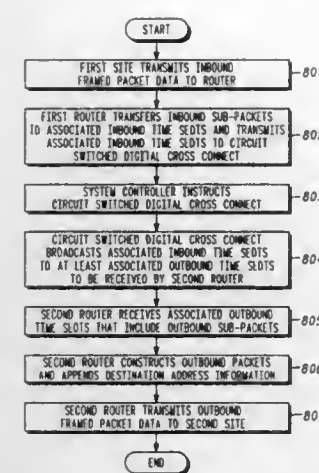 START
FIRST SITE TRANSMITS INBOUND
FRAMED PACKET DATA TO ROUTER
FIRST ROUTER TRANSFERS INBOUND SUB-PACKETS
TO ASSOCIATED INBOUND TIME SLOTS AND TRANSMITS
ASSOCIATED INBOUND TIME SLOTS TO CIRCUIT
SWITCHED DIGITAL CROSS CONNECT
SYSTEM CONTROLLER INSTRUCTS
CIRCUIT SWITCHED DIGITAL CROSS CONNECT
CIRCUIT SWITCHED DIGITAL CROSS CONNECT
BROADCASTS ASSOCIATED INBOUND TIME SLOTS
TO AT LEAST ASSOCIATED OUTBOUND TIME SLOTS
TO BE RECEIVED BY SECOND ROUTER
SECOND ROUTER RECEIVES ASSOCIATED OUTBOUND
TIME SLOTS THAT INCLUDE OUTBOUND SUB-PACKETS
SECOND ROUTER CONSTRUCTS OUTBOUND PACKETS
AND APPENDS DESTINATION ADDRESS INFORMATION
SECOND ROUTER TRANSMITS OUTBOUND
FRAMED PACKET DATA TO SECOND SITE
END